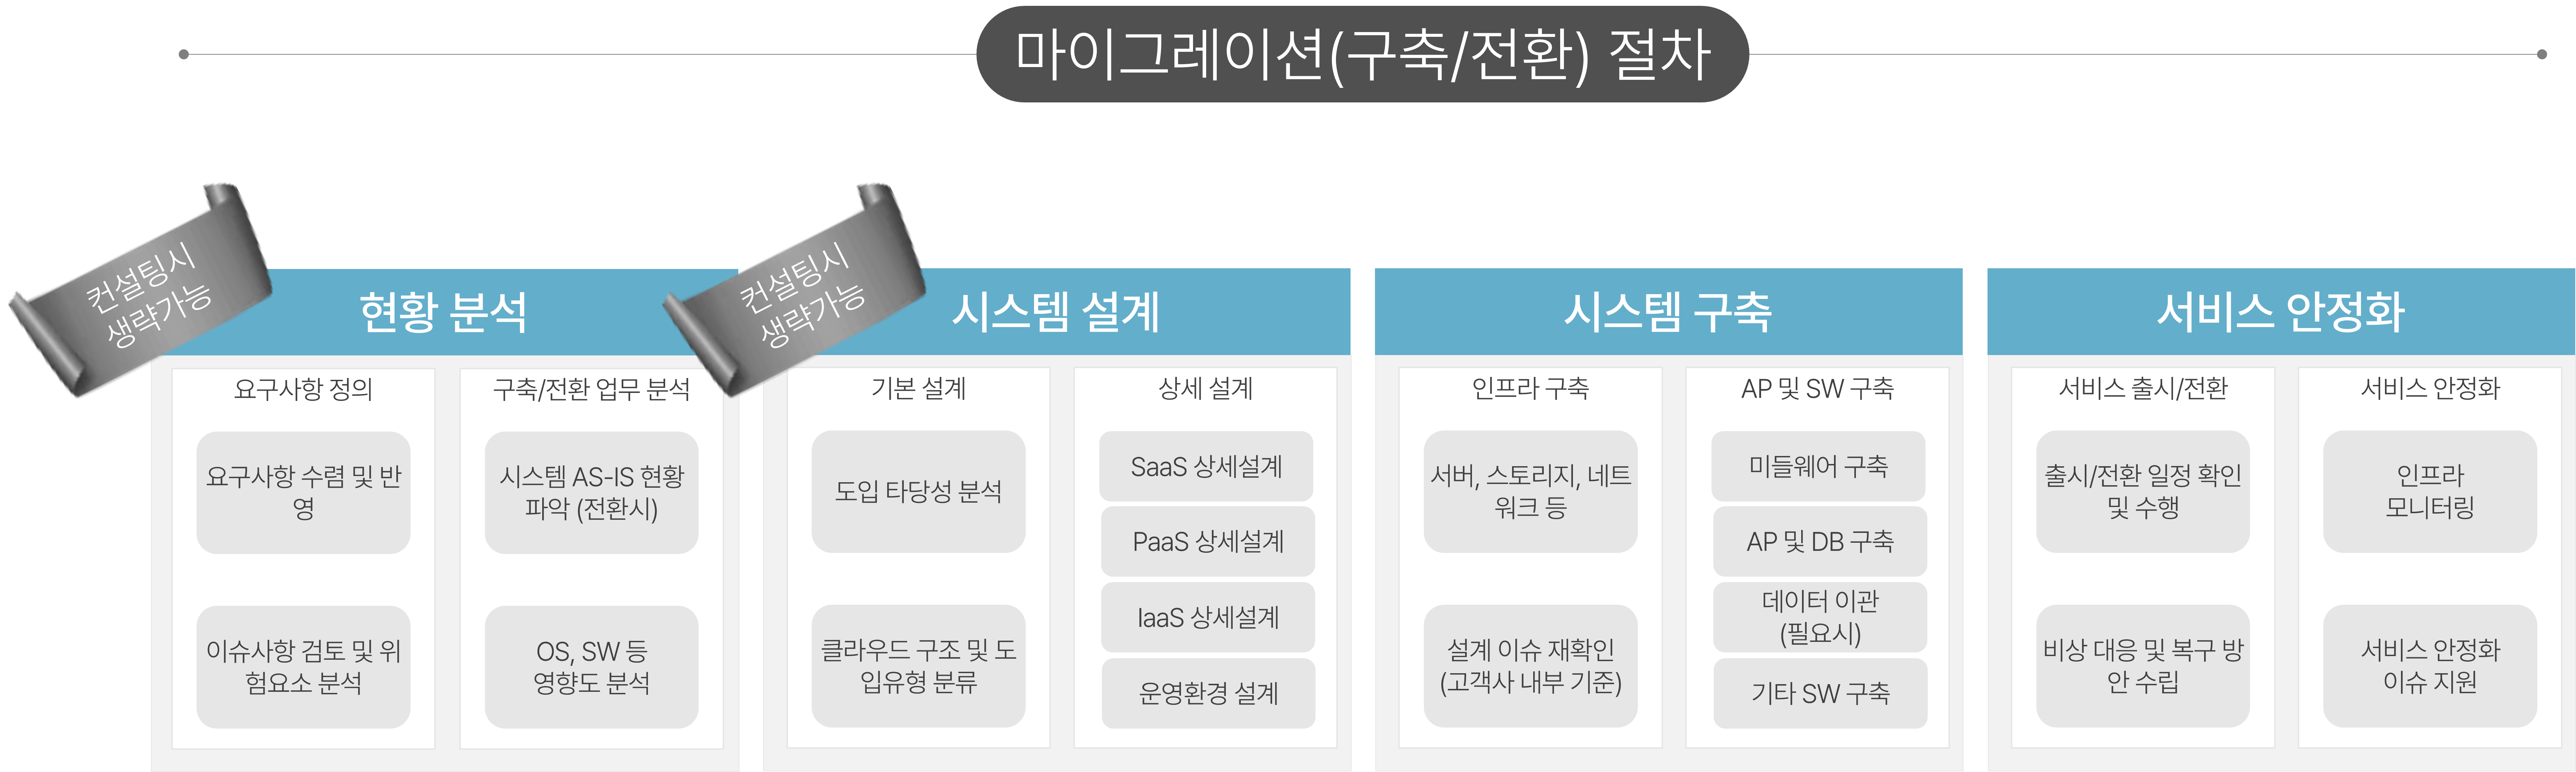 마이그레이션(구축/전환) 절차
컨설팅시
생략가능
현황 분석
요구사항 정의
요구사항 수렴 및 반
영
이슈사항 검토 및 위
험요소 분석
구축/전환 업무 분석
시스템 AS-IS 현황
파악 (전환시)
OS, SW 등
영향도 분석
컨설팅시
생략가능
시스템 설계
기본 설계
도입 타당성 분석
클라우드 구조 및 도
입유형 분류
상세 설계
SaaS 상세설계
PaaS 상세설계
IaaS 상세설계
운영환경 설계
시스템 구축
인프라 구축
서버, 스토리지, 네트
워크 등
설계 이슈 재확인
(고객사 내부 기준)
AP 및 SW 구축
미들웨어 구축
AP 및 DB 구축
데이터 이관
(필요시)
기타 SW 구축
서비스 안정화
서비스 출시/전환
출시/전환 일정 확인
및 수행
비상 대응 및 복구 방
안 수립
서비스 안정화
인프라
모니터링
서비스 안정화
이슈 지원